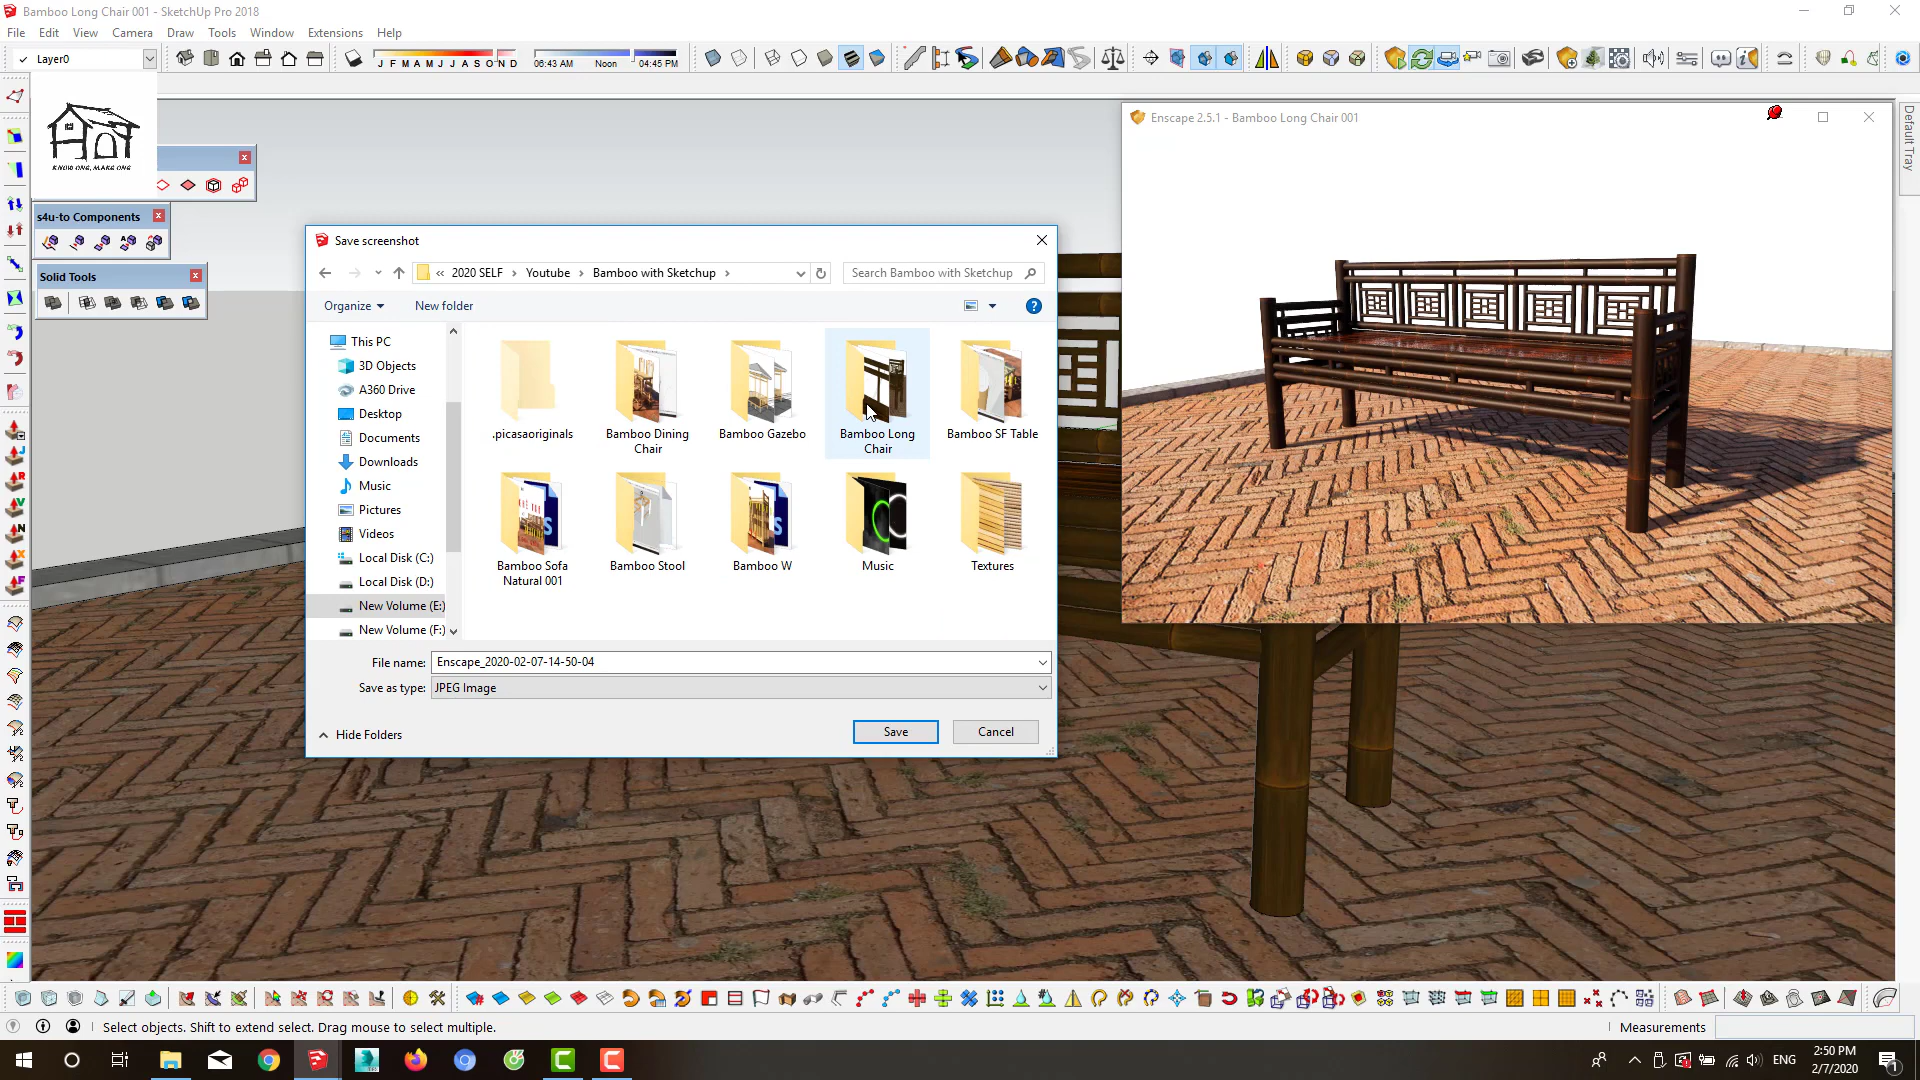 Bamboo Long Chair 001 - SketchUp Pro 2018
File Edit View Camera Draw Tools Window Extensions Help
Layer0
J F M A M J J A S O N D
06:43 AM Noon 04:45 PM
KNOW ONE, MAKE ONE
s4u-to Components
Solid Tools
Enscape 2.5.1 - Bamboo Long Chair 001
Default Tray
Save screenshot
« 2020 SELF › Youtube › Bamboo with Sketchup ›
Search Bamboo with Sketchup
Organize
New folder
This PC
3D Objects
A360 Drive
Desktop
Documents
Downloads
Music
Pictures
Videos
Local Disk (C:)
Local Disk (D:)
New Volume (E:)
New Volume (F:)
.picasaoriginals
Bamboo Dining Chair
Bamboo Gazebo
Bamboo Long Chair
Bamboo SF Table
Bamboo Sofa Natural 001
Bamboo Stool
Bamboo W
Music
Textures
File name: Enscape_2020-02-07-14-50-04
Save as type: JPEG Image
Hide Folders
Save
Cancel
Select objects. Shift to extend select. Drag mouse to select multiple.
Measurements
ENG
2:50 PM
2/7/2020